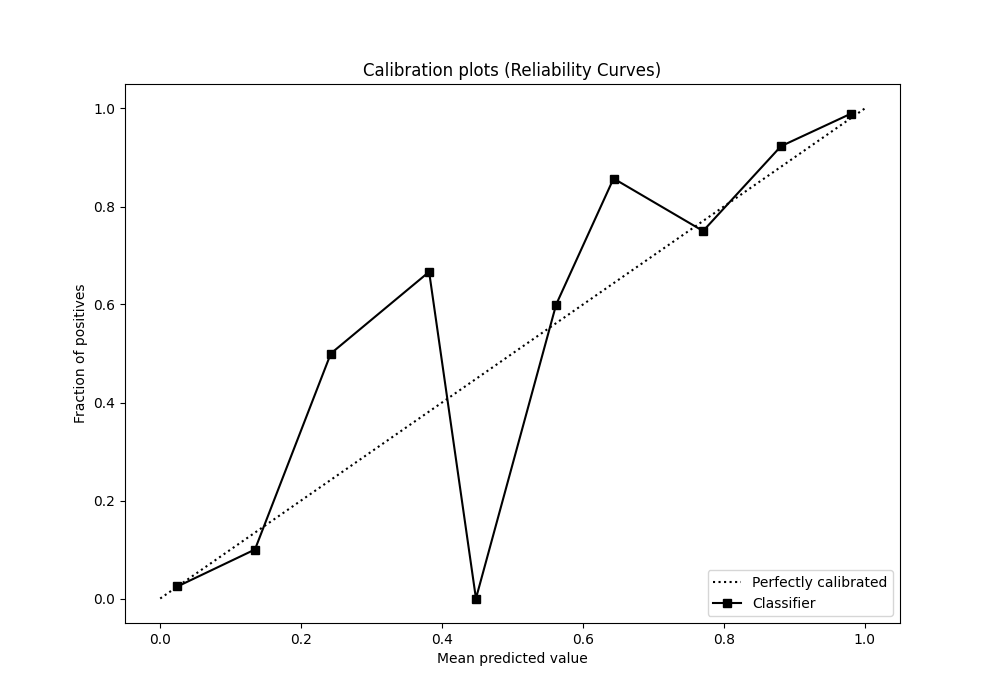 Calibration plots (Reliability Curves)
1.0
0.8
0.6
0.4
0.2
0.0
Fraction of positives
0.0 0.2 0.4 0.6 0.8 1.0
Mean predicted value
Perfectly calibrated
Classifier